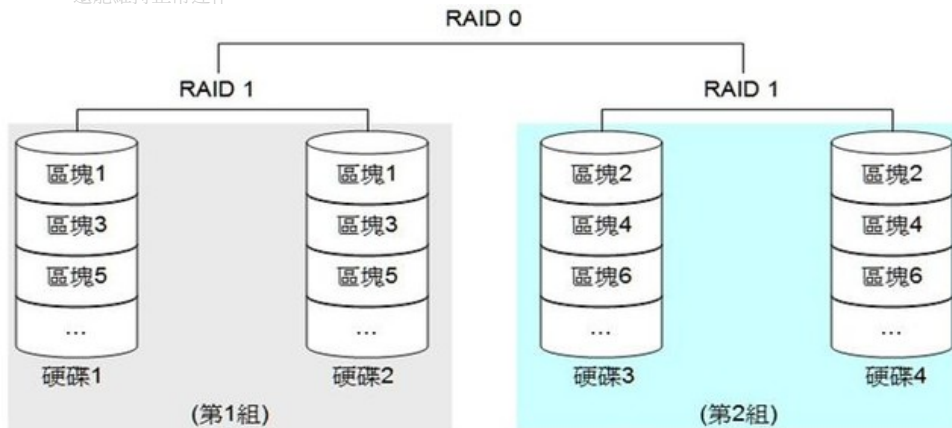 RAID 0
RAID 1
RAID 1
區塊1
區塊1
區塊2
區塊2
區塊3
區塊3
區塊4
區塊4
區塊5
區塊5
區塊6
區塊6
...
...
...
...
硬碟1
硬碟2
硬碟3
硬碟4
(第1組)
(第2組)